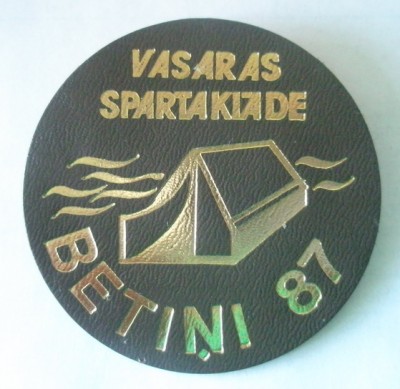 VASARAS
SPARTAKIĀDE
BETIŅI 87